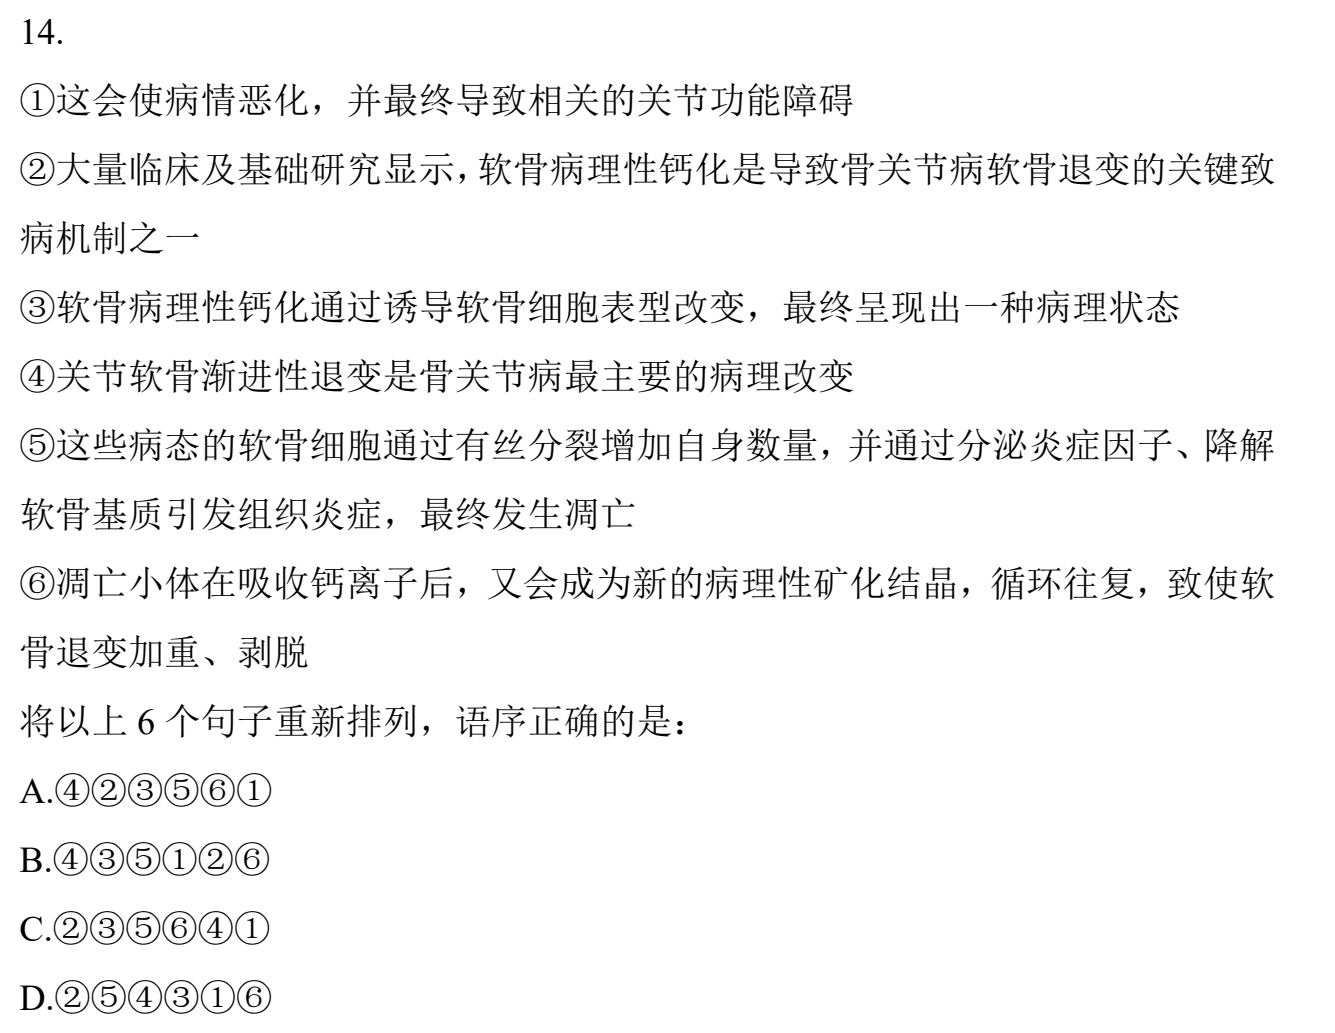 14.
①这会使病情恶化，并最终导致相关的关节功能障碍
②大量临床及基础研究显示，软骨病理性钙化是导致骨关节病软骨退变的关键致
病机制之一
③软骨病理性钙化通过诱导软骨细胞表型改变，最终呈现出一种病理状态
④关节软骨渐进性退变是骨关节病最主要的病理改变
⑤这些病态的软骨细胞通过有丝分裂增加自身数量，并通过分泌炎症因子、降解
软骨基质引发组织炎症，最终发生凋亡
⑥凋亡小体在吸收钙离子后，又会成为新的病理性矿化结晶，循环往复，致使软
骨退变加重、剥脱
将以上 6 个句子重新排列，语序正确的是：
A.④②③⑤⑥①
B.④③⑤①②⑥
C.②③⑤⑥④①
D.②⑤④③①⑥